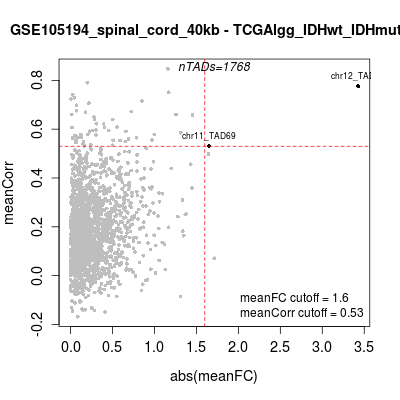 GSE105194_spinal_cord_40kb - TCGAlgg_IDHwt_IDHmut
nTADs=1768
chr12_TAD
chr11_TAD69
meanFC cutoff = 1.6
meanCorr cutoff = 0.53
meanCorr
0.8
0.6
0.4
0.2
0.0
-0.2
0.0 0.5 1.0 1.5 2.0 2.5 3.0 3.5
abs(meanFC)